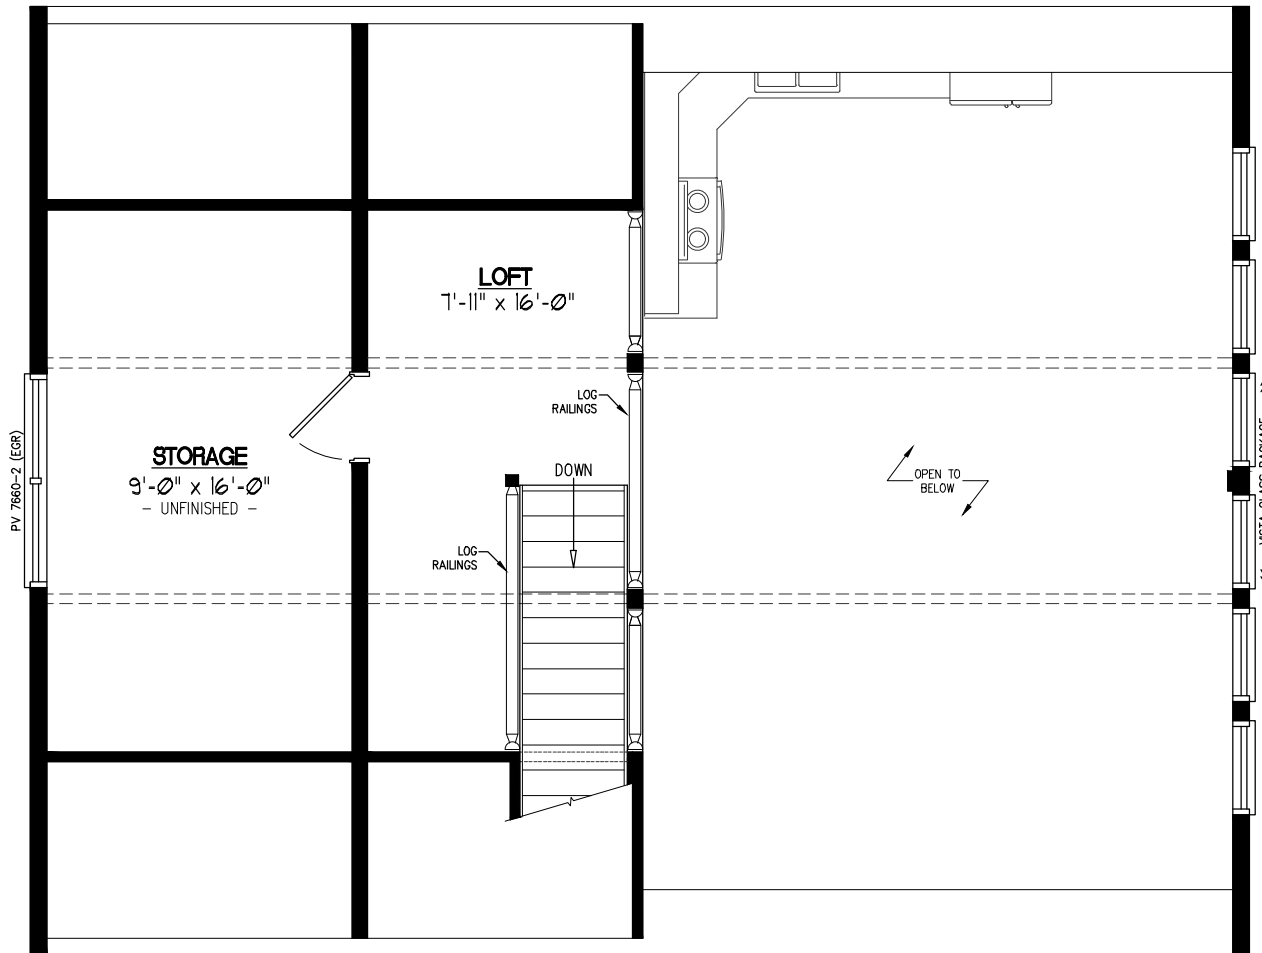 LOFT
7'-11" x 16'-0"
LOG
RAILINGS
STORAGE
9'-0" x 16'-0"
- UNFINISHED -
PV 7660-2 (EGR)
DOWN
OPEN TO
BELOW
LOG
RAILINGS